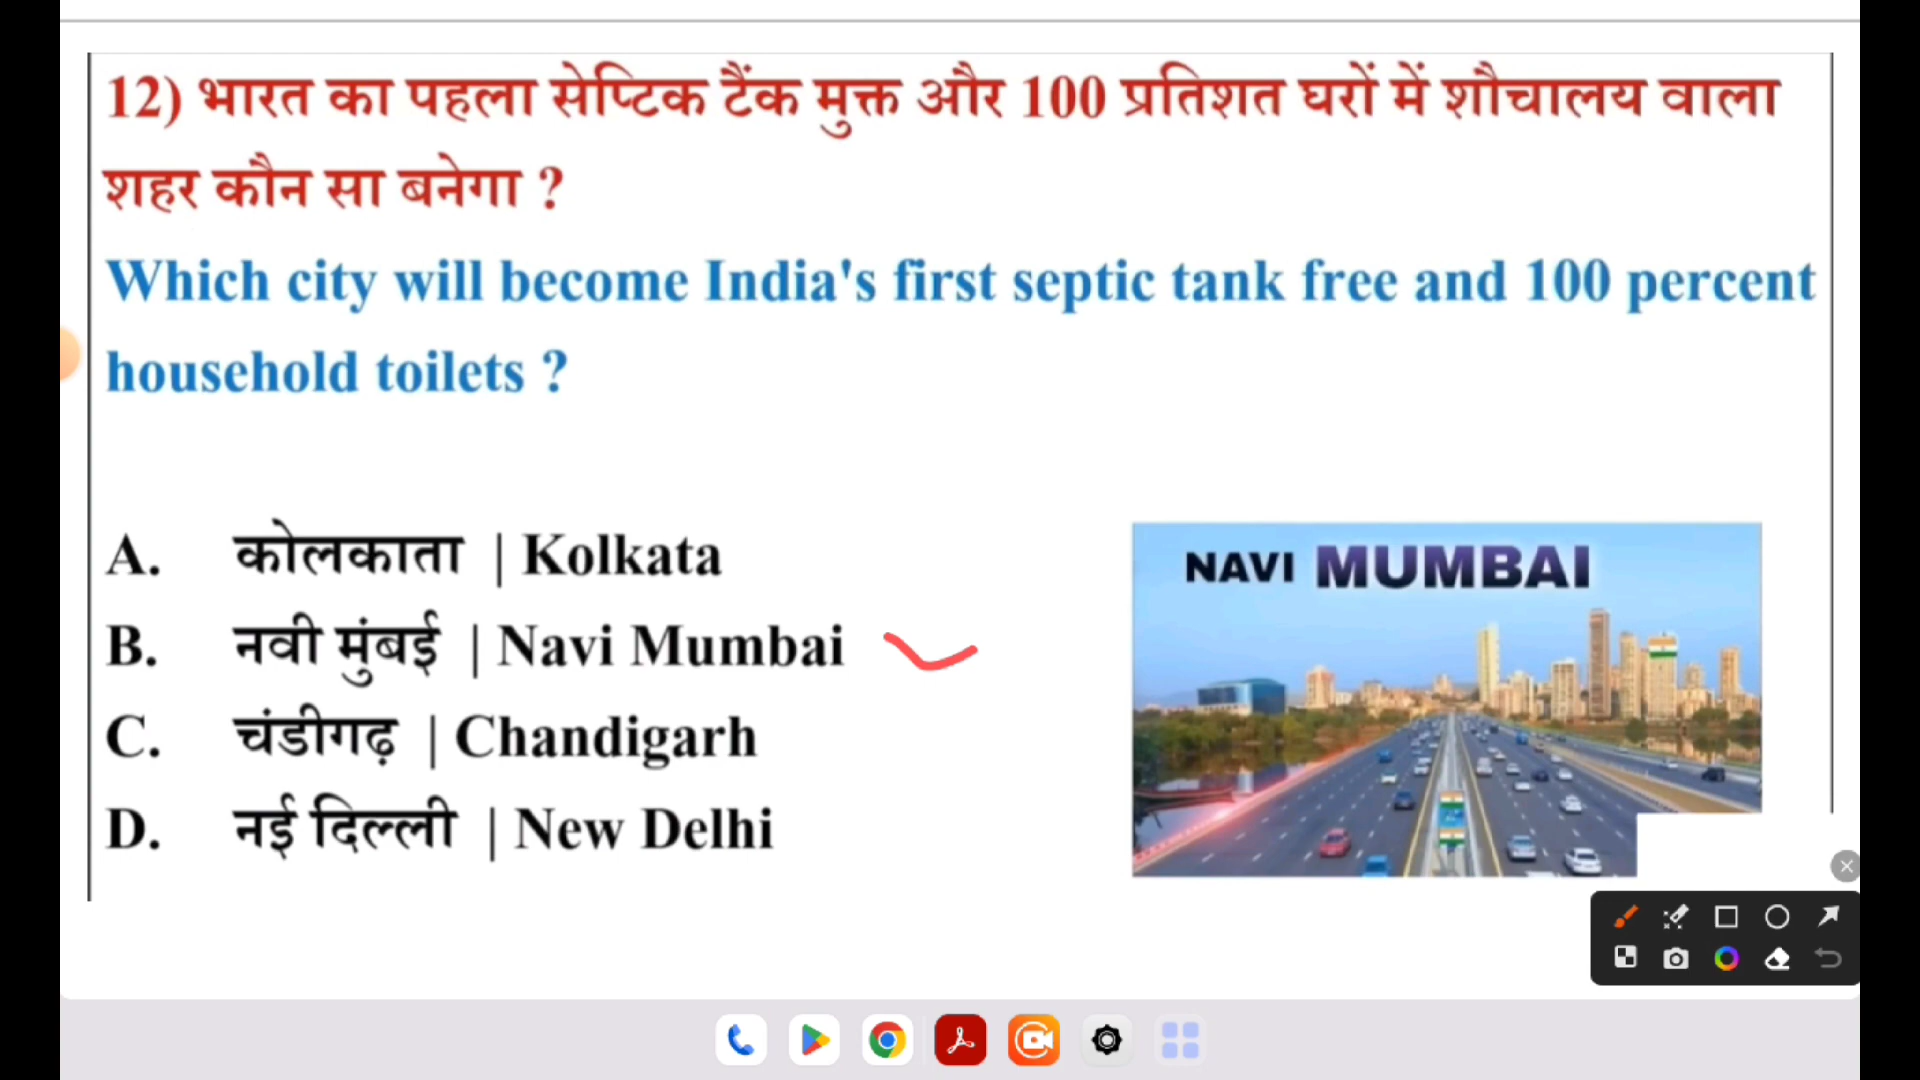 12) भारत का पहला सेप्टिक टैंक मुक्त और 100 प्रतिशत घरों में शौचालय वाला
शहर कौन सा बनेगा ?
Which city will become India's first septic tank free and 100 percent
household toilets ?
A. कोलकाता | Kolkata
B. नवी मुंबई | Navi Mumbai
C. चंडीगढ़ | Chandigarh
D. नई दिल्ली | New Delhi
NAVI MUMBAI